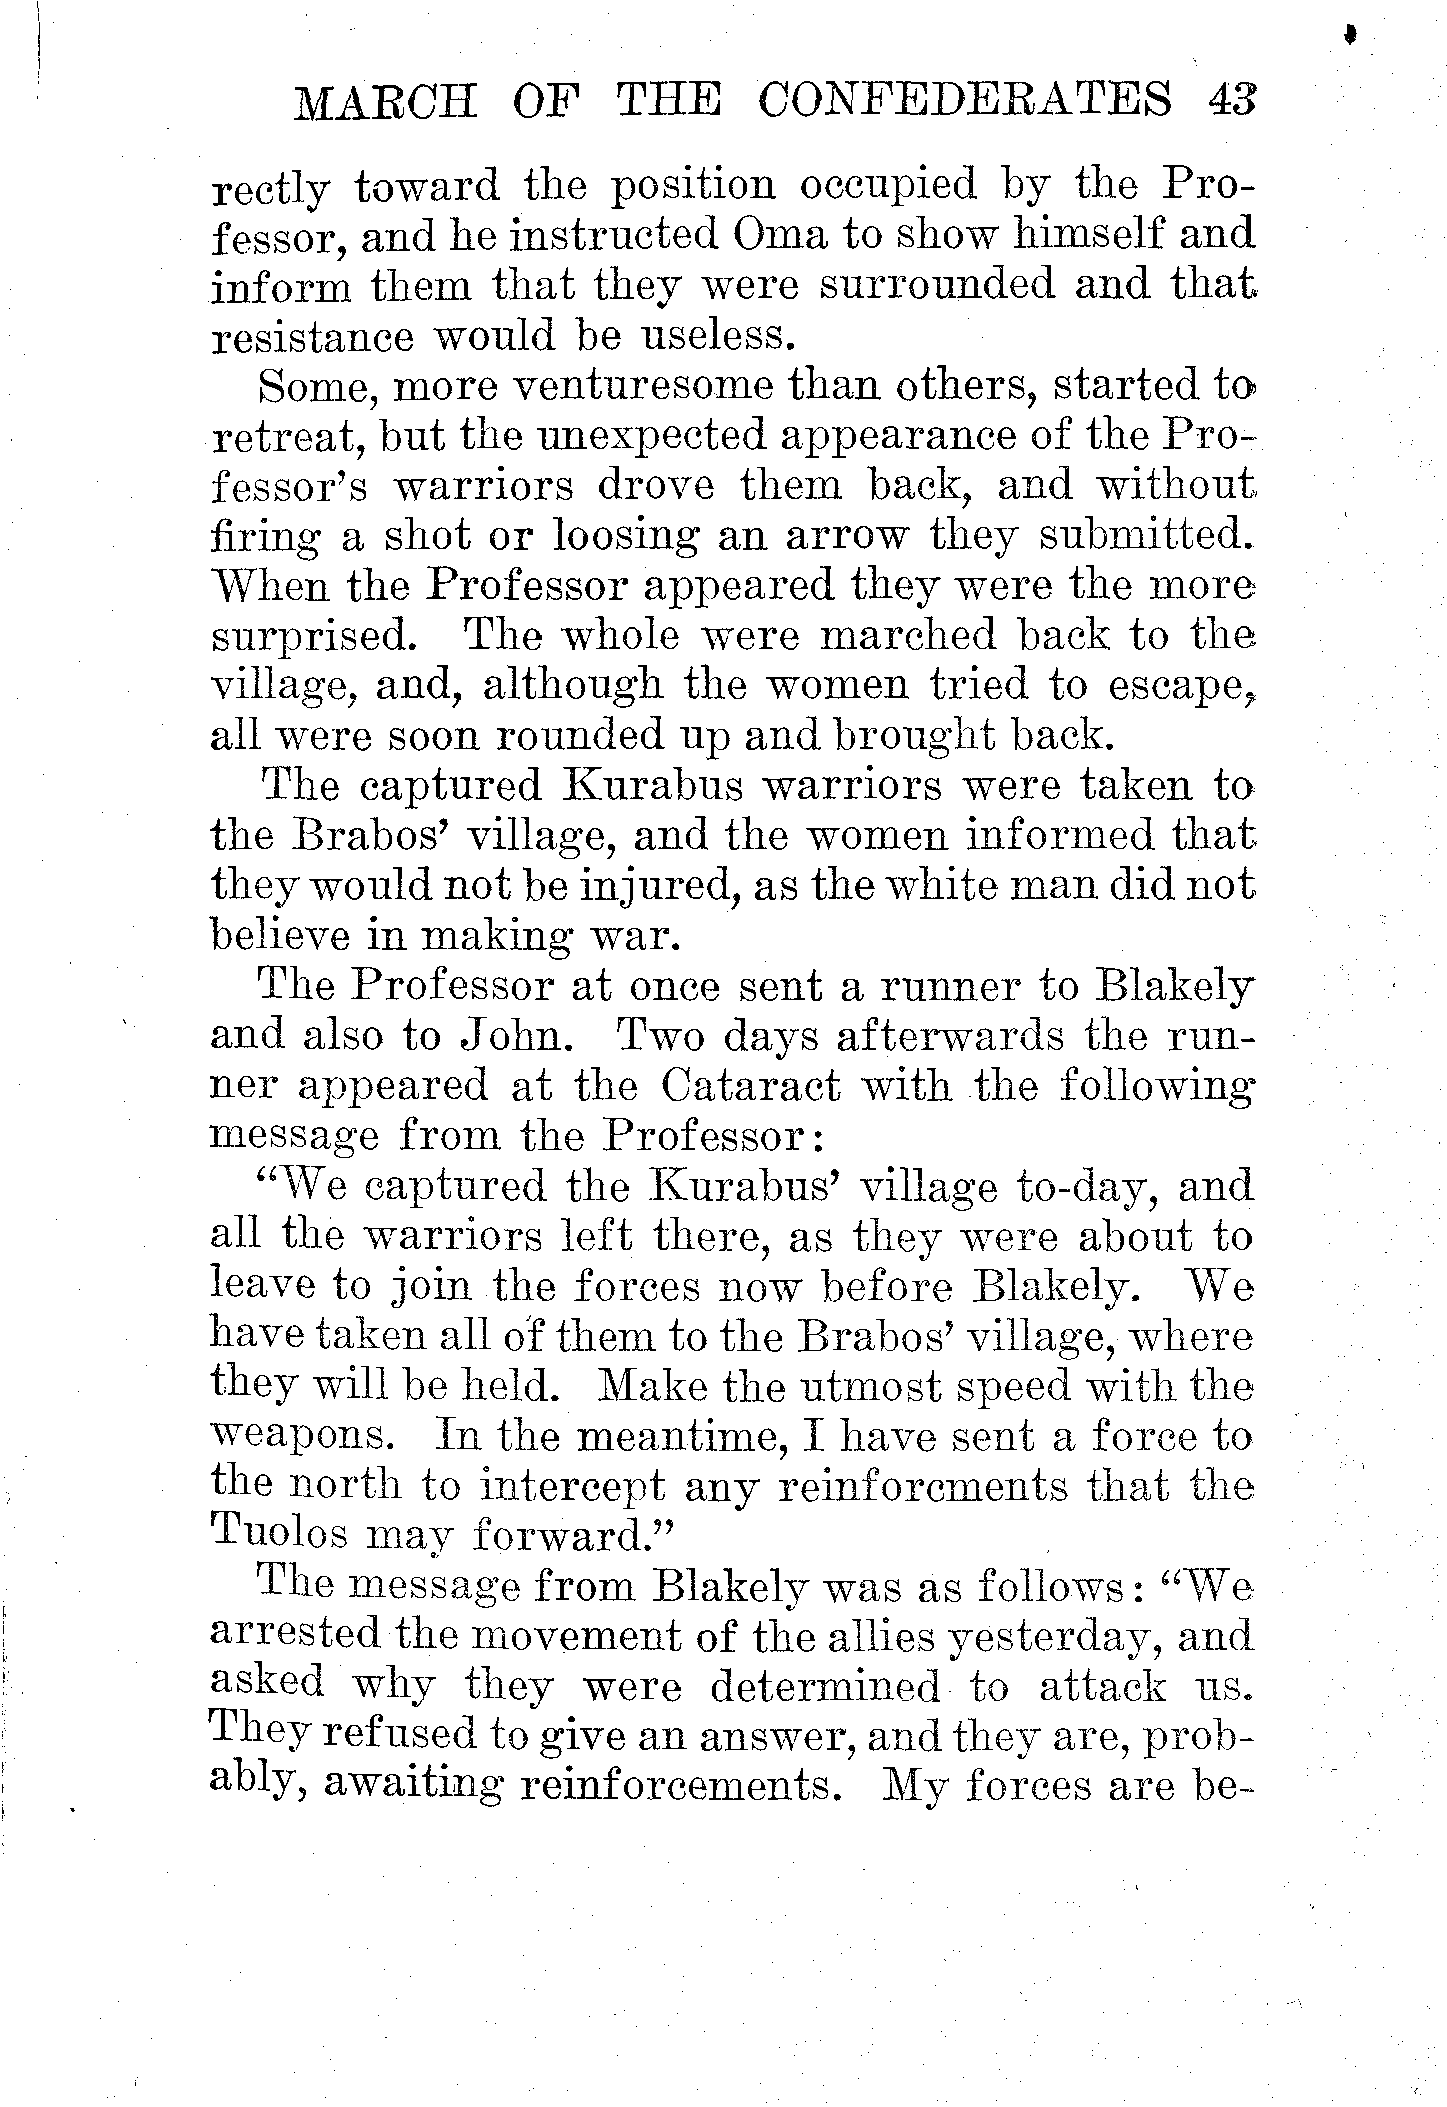 MARCH OF THE CONFEDERATES 43
rectly toward the position occupied by the Pro-
fessor, and he instructed Oma to show himself and
inform them that they were surrounded and that
resistance would be useless.
Some, more venturesome than others, started to
retreat, but the unexpected appearance of the Pro-
fessor's warriors drove them back, and without
firing a shot or loosing an arrow they submitted.
When the Professor appeared they were the more
surprised. The whole were marched back to the
village, and, although the women tried to escape,
all were soon rounded up and brought back.
The captured Kurabus warriors were taken to
the Brabos' village, and the women informed that
they would not be injured, as the white man did not
believe in making war.
The Professor at once sent a runner to Blakely
and also to John. Two days afterwards the run-
ner appeared at the Cataract with the following
message from the Professor:
"We captured the Kurabus' village to-day, and
all the warriors left there, as they were about to
leave to join the forces now before Blakely. We
have taken all of them to the Brabos' village, where
they will be held. Make the utmost speed with the
weapons. In the meantime, I have sent a force to
the north to intercept any reinforcments that the
Tuolos may forward."
The message from Blakely was as follows: "We
arrested the movement of the allies yesterday, and
asked why they were determined to attack us.
They refused to give an answer, and they are, prob-
ably, awaiting reinforcements. My forces are be-